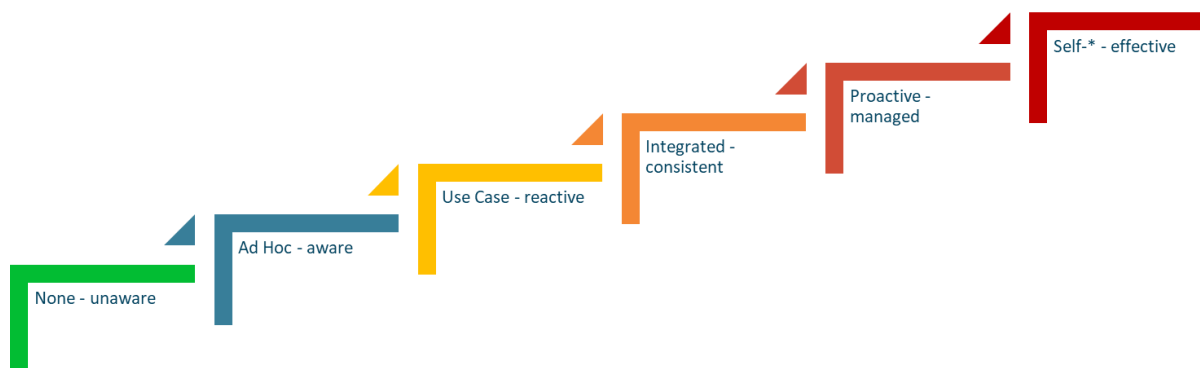 None - unaware
Ad Hoc - aware
Use Case - reactive
Integrated -
consistent
Proactive -
managed
Self-* - effective